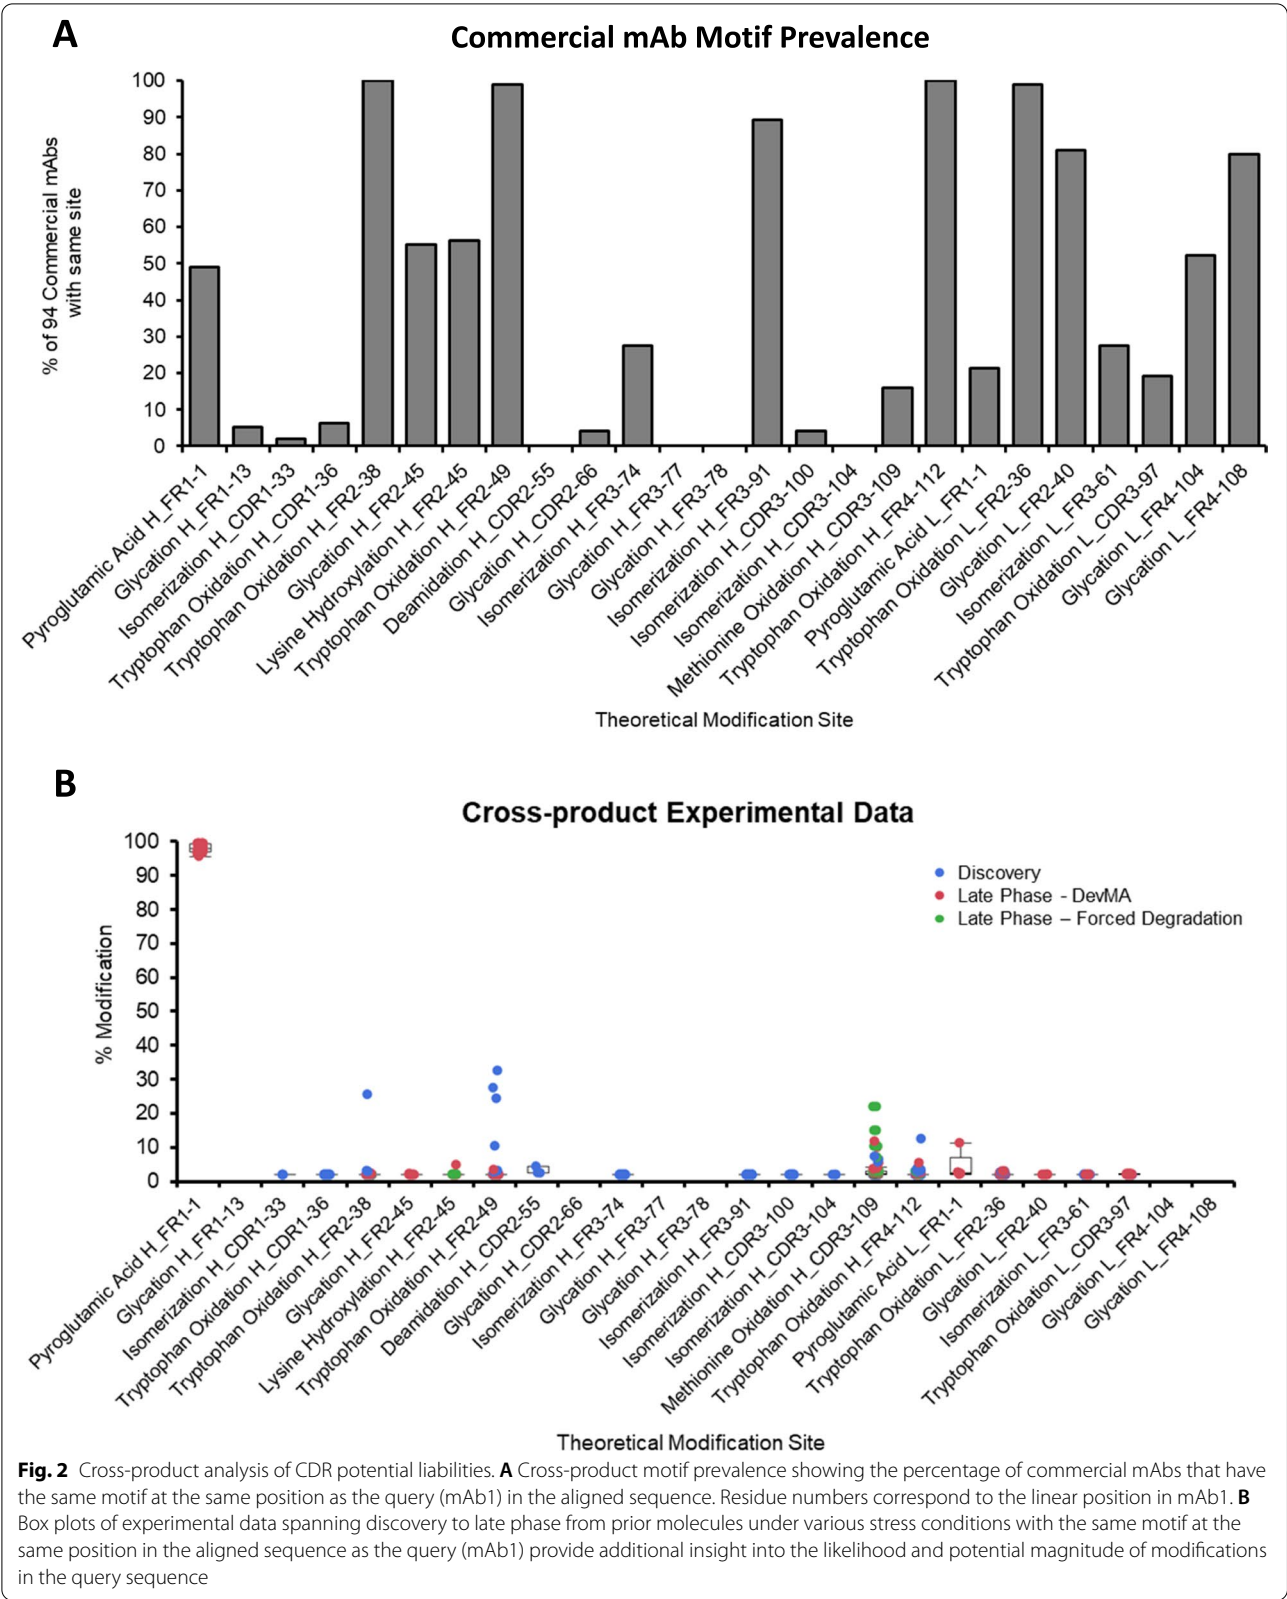 A
Commercial mAb Motif Prevalence
% of 94 Commercial mAbs
with same site
100
90
80
70
60
50
40
30
20
10
0
Pyroglutamic Acid H_FR1-1
Glycation H_FR1-13
Isomerization H_CDR1-33
Isomerization H_CDR1-36
Tryptophan Oxidation H_CDR1-36
Tryptophan Oxidation H_FR2-38
Glycation H_FR2-45
Lysine Hydroxylation H_FR2-45
Tryptophan Oxidation H_FR2-49
Deamidation H_CDR2-55
Glycation H_CDR2-66
Isomerization H_FR3-74
Glycation H_FR3-77
Glycation H_FR3-78
Isomerization H_FR3-91
Isomerization H_CDR3-100
Isomerization H_CDR3-104
Methionine Oxidation H_CDR3-109
Tryptophan Oxidation H_FR4-112
Pyroglutamic Acid L_FR1-1
Tryptophan Oxidation L_FR2-36
Glycation L_FR2-40
Isomerization L_FR3-61
Tryptophan Oxidation L_CDR3-97
Glycation L_FR4-104
Glycation L_FR4-108
Theoretical Modification Site
B
Cross-product Experimental Data
% Modification
100
90
80
70
60
50
40
30
20
10
0
Discovery
Late Phase - DevMA
Late Phase – Forced Degradation
Pyroglutamic Acid H_FR1-1
Glycation H_FR1-13
Isomerization H_CDR1-33
Tryptophan Oxidation H_CDR1-36
Tryptophan Oxidation H_FR2-38
Glycation H_FR2-45
Lysine Hydroxylation H_FR2-45
Tryptophan Oxidation H_FR2-49
Deamidation H_CDR2-55
Glycation H_CDR2-66
Isomerization H_FR3-74
Glycation H_FR3-77
Glycation H_FR3-78
Isomerization H_FR3-91
Isomerization H_CDR3-100
Isomerization H_CDR3-104
Methionine Oxidation H_CDR3-109
Tryptophan Oxidation H_FR4-112
Pyroglutamic Acid L_FR1-1
Tryptophan Oxidation L_FR2-36
Glycation L_FR2-40
Isomerization L_FR3-61
Tryptophan Oxidation L_CDR3-97
Glycation L_FR4-104
Glycation L_FR4-108
Theoretical Modification Site
Fig. 2 Cross-product analysis of CDR potential liabilities. A Cross-product motif prevalence showing the percentage of commercial mAbs that have
the same motif at the same position as the query (mAb1) in the aligned sequence. Residue numbers correspond to the linear position in mAb1. B
Box plots of experimental data spanning discovery to late phase from prior molecules under various stress conditions with the same motif at the
same position in the aligned sequence as the query (mAb1) provide additional insight into the likelihood and potential magnitude of modifications
in the query sequence